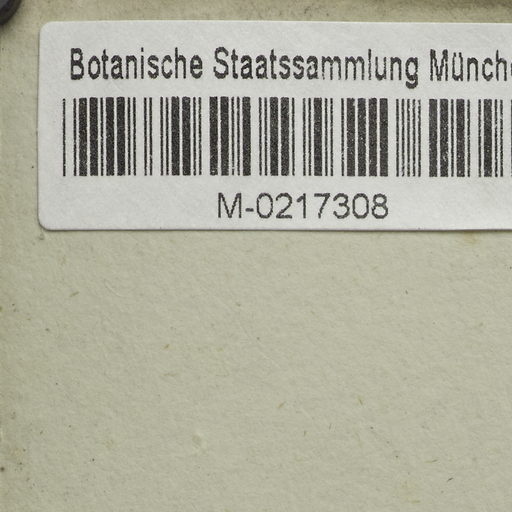 Botanische Staatssammlung Münch
M-0217308